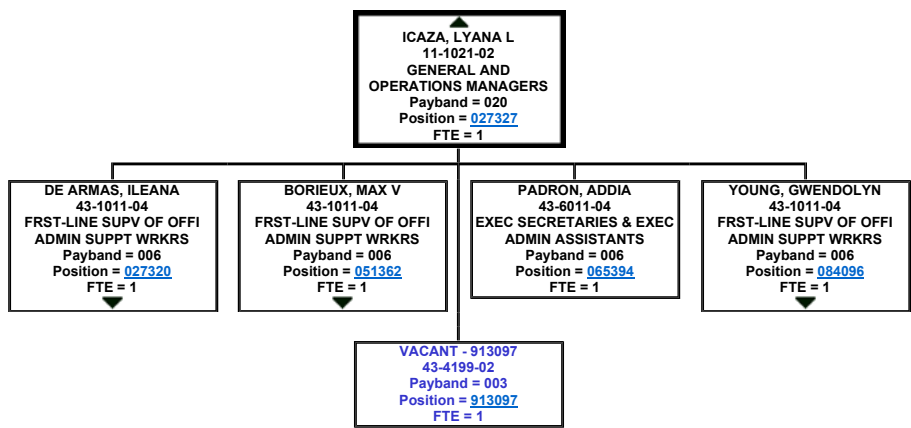 ICAZA, LYANA L
11-1021-02
GENERAL AND
OPERATIONS MANAGERS
Payband = 020
Position = 027327
FTE = 1
DE ARMAS, ILEANA
43-1011-04
FRST-LINE SUPV OF OFFI
ADMIN SUPPT WRKRS
Payband = 006
Position = 027320
FTE = 1
BORIEUX, MAX V
43-1011-04
FRST-LINE SUPV OF OFFI
ADMIN SUPPT WRKRS
Payband = 006
Position = 051362
FTE = 1
PADRON, ADDIA
43-6011-04
EXEC SECRETARIES & EXEC
ADMIN ASSISTANTS
Payband = 006
Position = 065394
FTE = 1
YOUNG, GWENDOLYN
43-1011-04
FRST-LINE SUPV OF OFFI
ADMIN SUPPT WRKRS
Payband = 006
Position = 084096
FTE = 1
VACANT - 913097
43-4199-02
Payband = 003
Position = 913097
FTE = 1